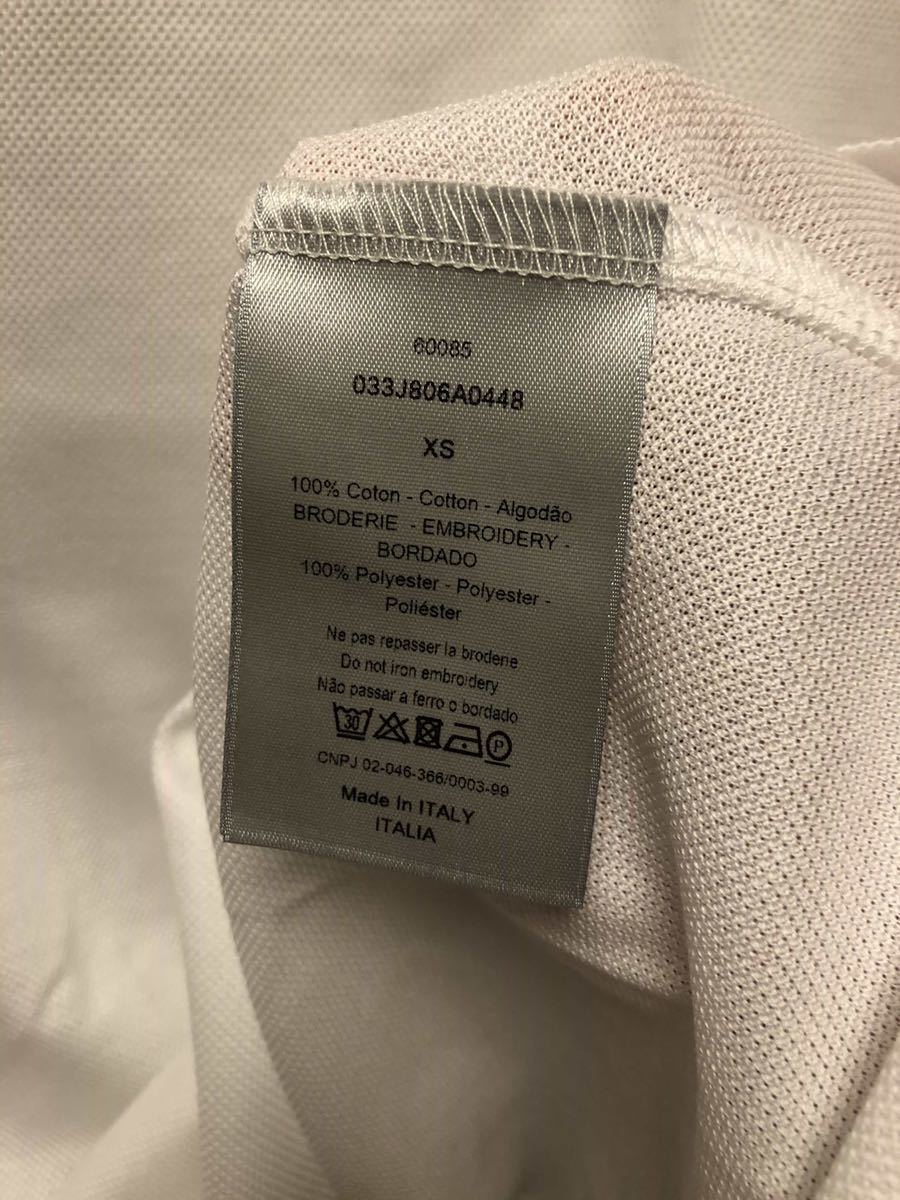 60085
033J806A0448
XS
100% Coton - Cotton - Algodão
BRODERIE - EMBROIDERY -
BORDADO
100% Polyester - Polyester -
Poliéster
Ne pas repasser la broderie
Do not iron embroidery
Não passar a ferro o bordado
30
P
CNPJ 02-046-366/0003-99
Made In ITALY
ITALIA